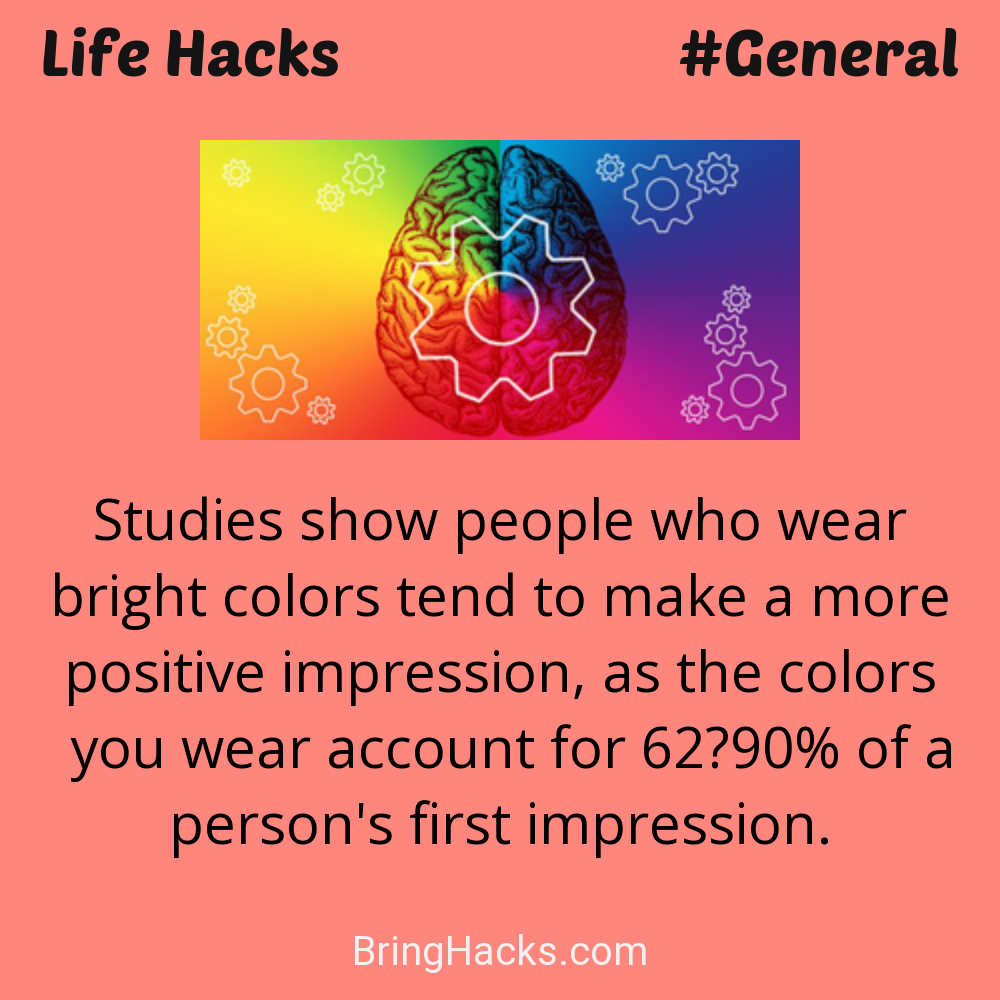 Life Hacks #General
Studies show people who wear
bright colors tend to make a more
positive impression, as the colors
you wear account for 62?90% of a
person's first impression.
BringHacks.com